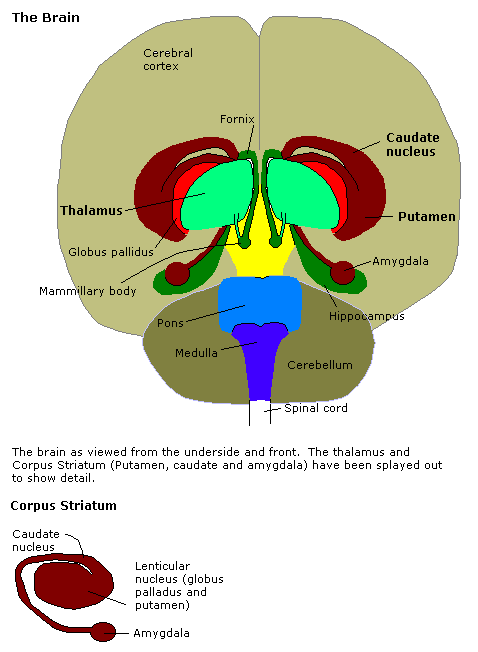 The Brain
Cerebral
cortex
Fornix
Caudate
nucleus
Thalamus
Putamen
Globus pallidus
Amygdala
Mammillary body
Hippocampus
Pons
Medulla
Cerebellum
Spinal cord
The brain as viewed from the underside and front.  The thalamus and
Corpus Striatum (Putamen, caudate and amygdala) have been splayed out
to show detail.
Corpus Striatum
Caudate
nucleus
Lenticular
nucleus (globus
palladus and
putamen)
Amygdala